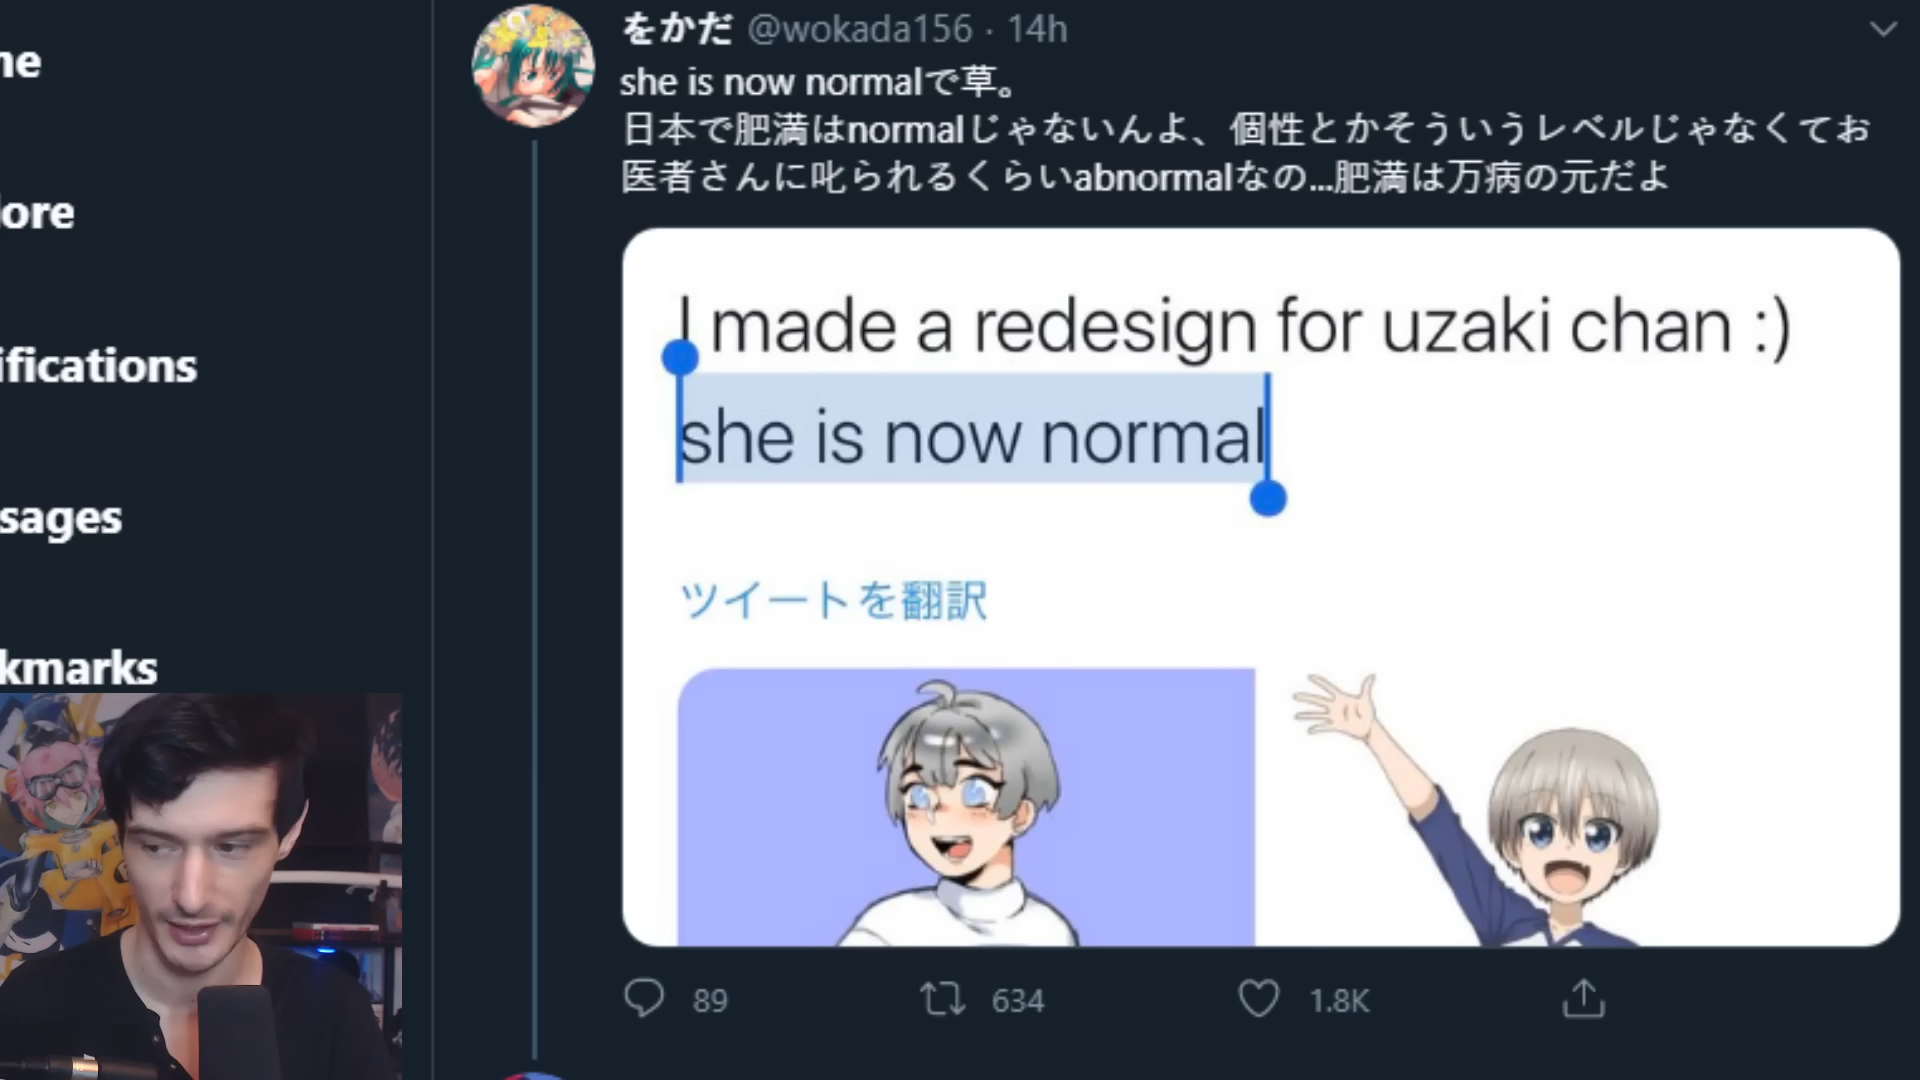 me
lore
ifications
sages
kmarks
をかだ @wokada156 · 14h
she is now normalで草。
日本で肥満はnormalじゃないんよ、個性とかそういうレベルじゃなくてお
医者さんに叱られるくらいabnormalなの...肥満は万病の元だよ
I made a redesign for uzaki chan :)
she is now normal
ツイートを翻訳
89 634 1.8K